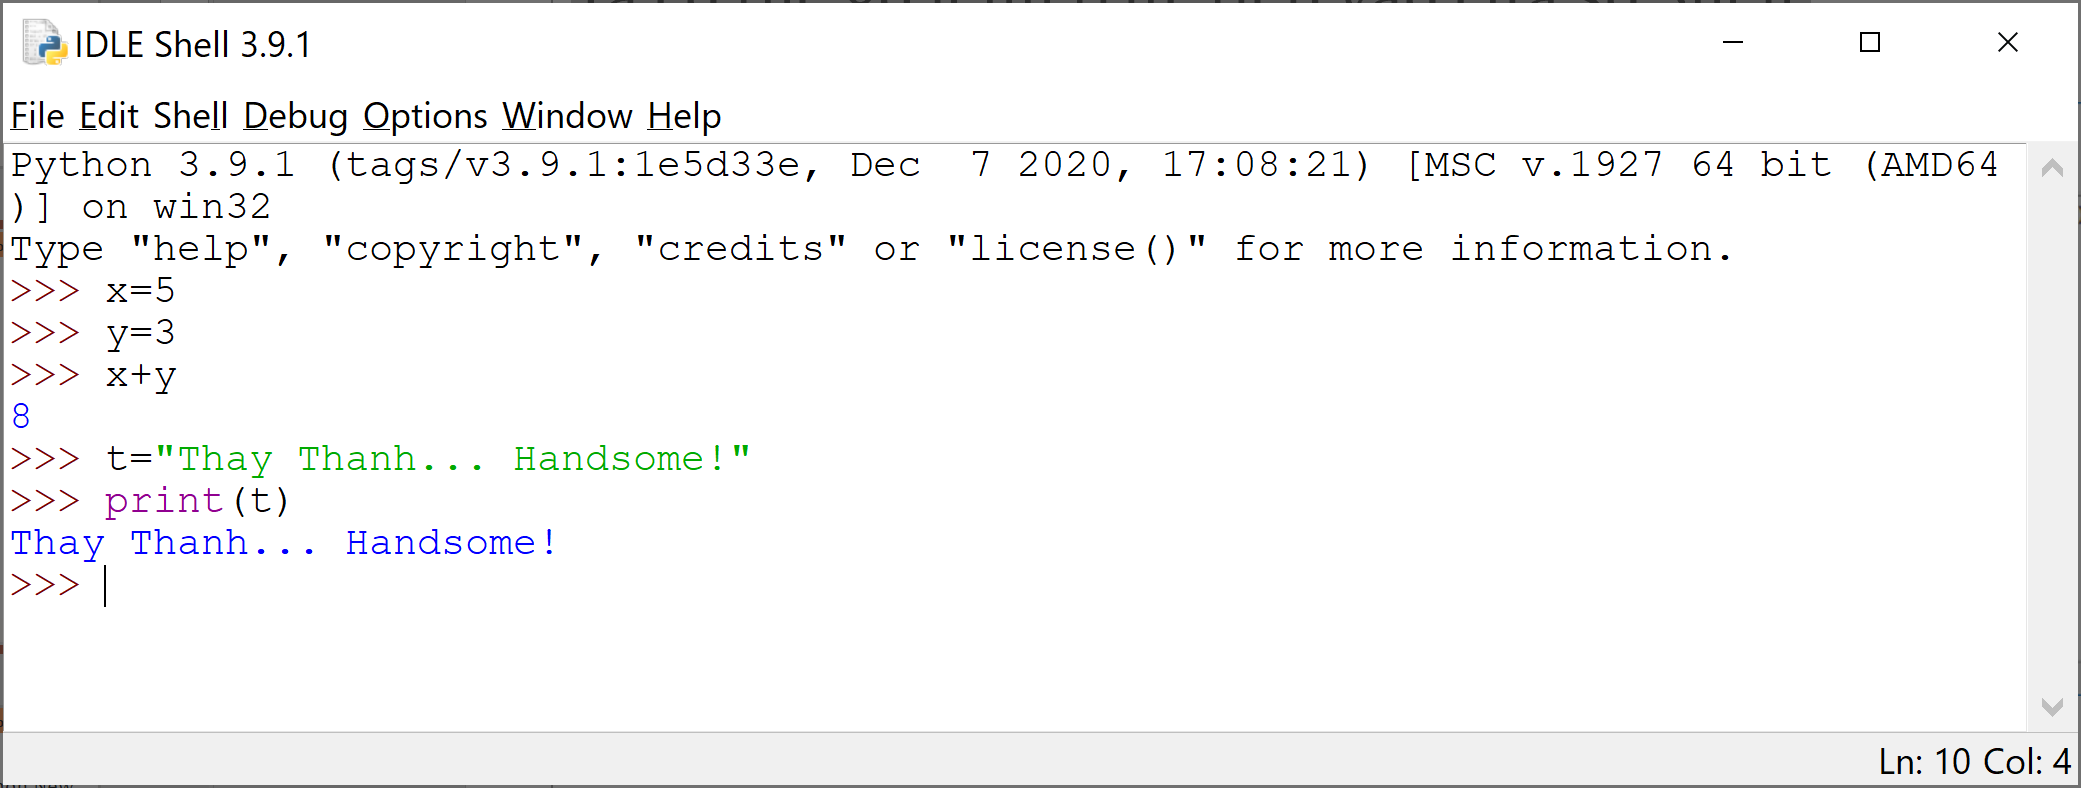 IDLE Shell 3.9.1
File Edit Shell Debug Options Window Help
Python 3.9.1 (tags/v3.9.1:1e5d33e, Dec  7 2020, 17:08:21) [MSC v.1927 64 bit (AMD64
)] on win32
Type "help", "copyright", "credits" or "license()" for more information.
>>> x=5
>>> y=3
>>> x+y
8
>>> t="Thay Thanh... Handsome!"
>>> print(t)
Thay Thanh... Handsome!
>>>
Ln: 10 Col: 4